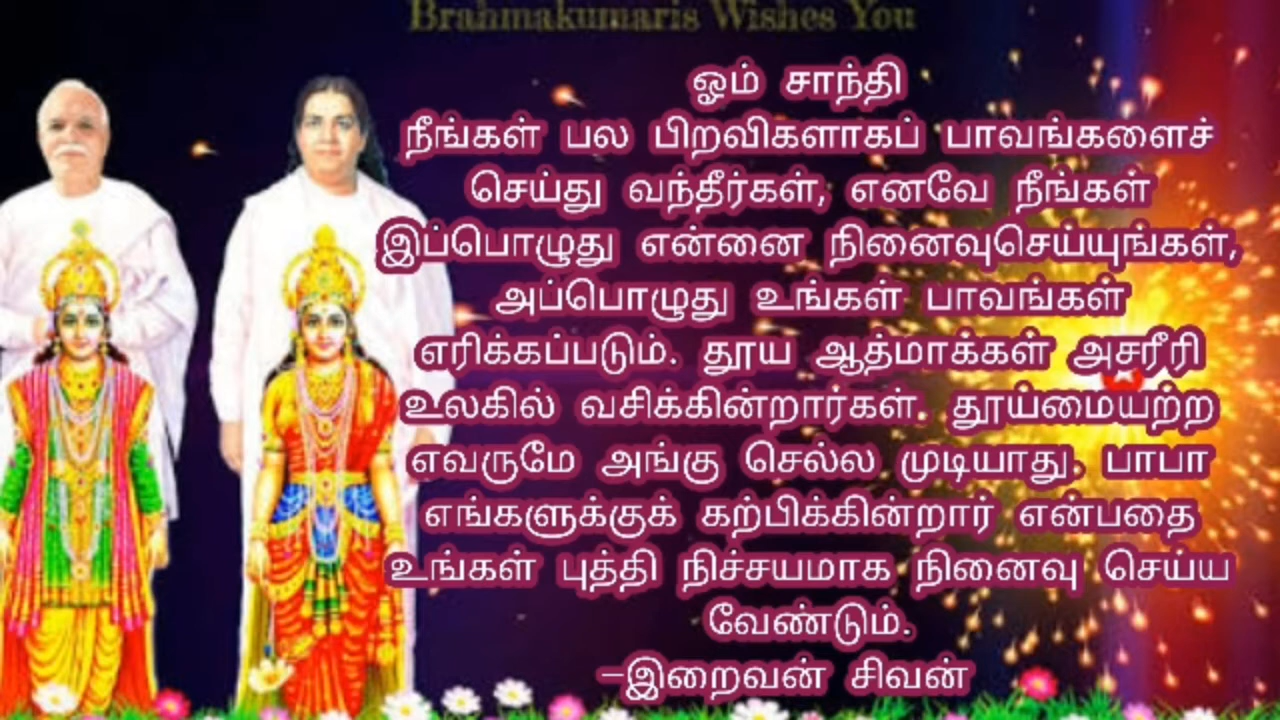 Brahmakumaris Wishes You
ஓம் சாந்தி
நீங்கள் பல பிறவிகளாகப் பாவங்களைச்
செய்து வந்தீர்கள், எனவே நீங்கள்
இப்பொழுது என்னை நினைவுசெய்யுங்கள்,
அப்பொழுது உங்கள் பாவங்கள்
எரிக்கப்படும். தூய ஆத்மாக்கள் அசரீரி
உலகில் வசிக்கின்றார்கள். தூய்மையற்ற
எவருமே அங்கு செல்ல முடியாது. பாபா
எங்களுக்குக் கற்பிக்கின்றார் என்பதை
உங்கள் புத்தி நிச்சயமாக நினைவு செய்ய
வேண்டும்.
-இறைவன் சிவன்